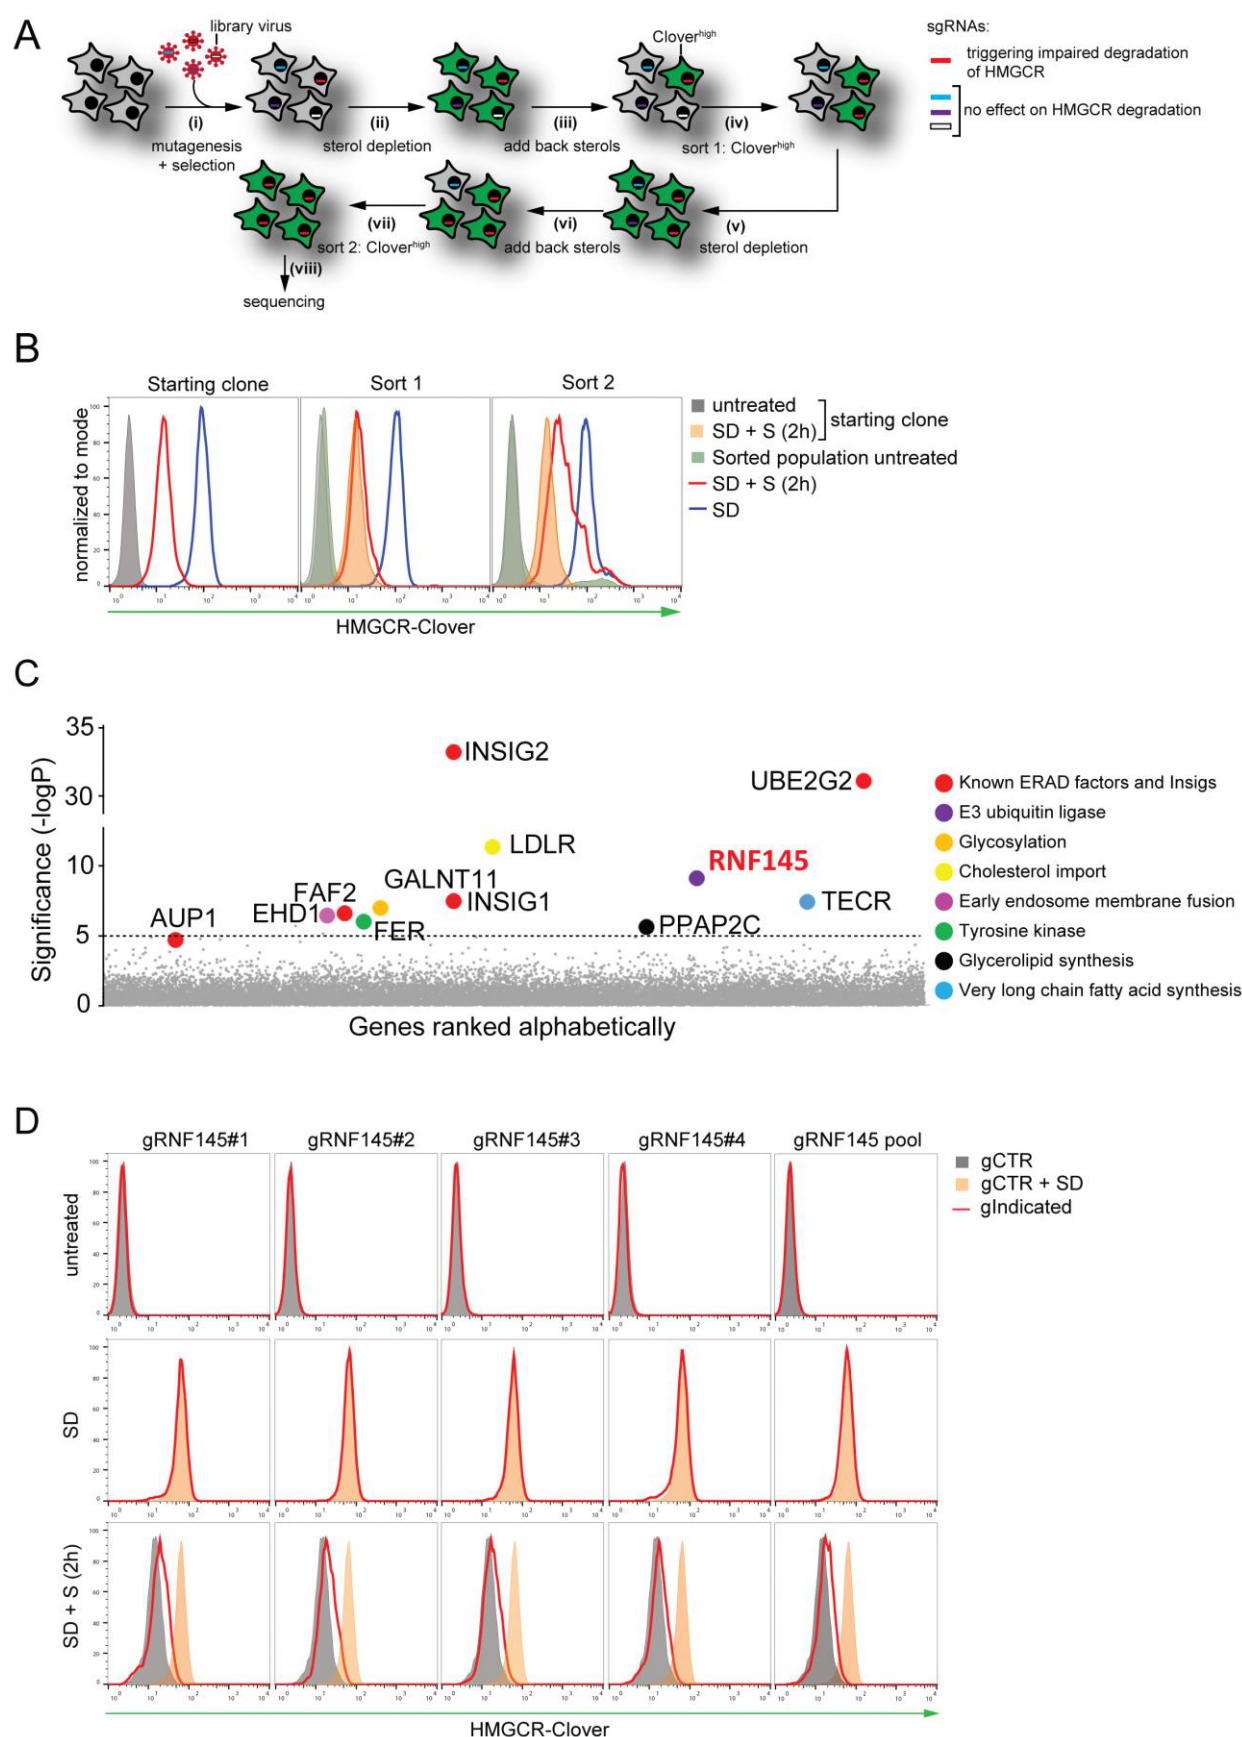 A
library virus
Clover^high
sgRNAs:
triggering impaired degradation
of HMGCR
no effect on HMGCR degradation
(i)
mutagenesis
+ selection
(ii)
sterol depletion
(iii)
add back sterols
(iv)
sort 1: Clover^high
(v)
sterol depletion
(vi)
add back sterols
(vii)
sort 2: Clover^high
(viii)
sequencing
B
Starting clone
Sort 1
Sort 2
normalized to mode
untreated
SD + S (2h)
starting clone
Sorted population untreated
SD + S (2h)
SD
HMGCR-Clover
C
Significance (-logP)
35
30
10
5
0
INSIG2
UBE2G2
LDLR
RNF145
GALNT11
FAF2
INSIG1
EHD1
TECR
AUP1
FER
PPAP2C
Genes ranked alphabetically
Known ERAD factors and Insigs
E3 ubiquitin ligase
Glycosylation
Cholesterol import
Early endosome membrane fusion
Tyrosine kinase
Glycerolipid synthesis
Very long chain fatty acid synthesis
D
gRNF145#1
gRNF145#2
gRNF145#3
gRNF145#4
gRNF145 pool
gCTR
gCTR + SD
gIndicated
untreated
SD
SD + S (2h)
HMGCR-Clover